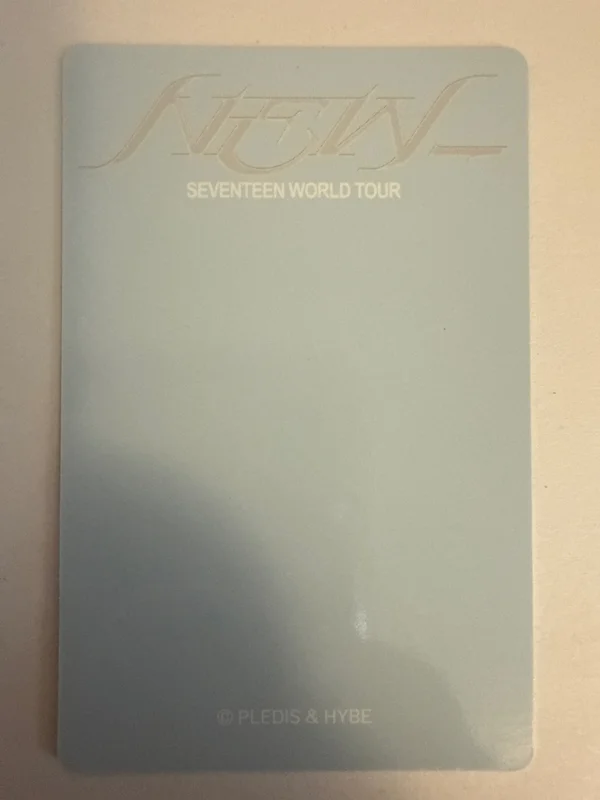 NEW_
SEVENTEEN WORLD TOUR
© PLEDIS & HYBE